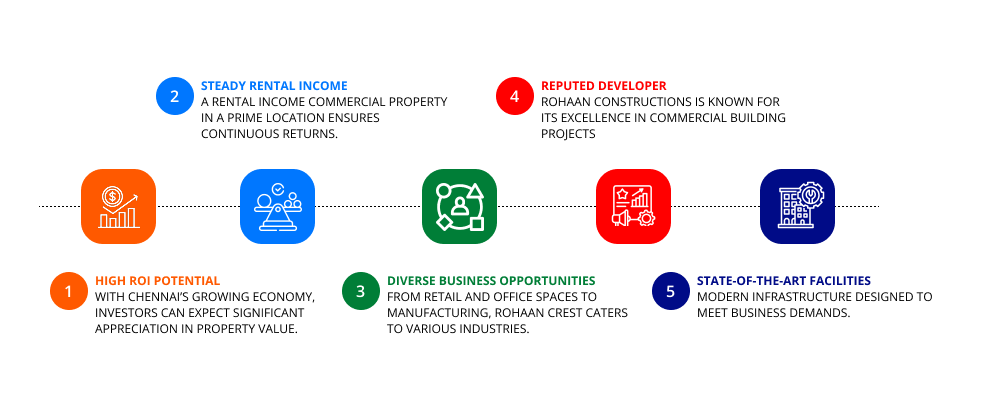 1
HIGH ROI POTENTIAL
WITH CHENNAI'S GROWING ECONOMY,
INVESTORS CAN EXPECT SIGNIFICANT
APPRECIATION IN PROPERTY VALUE.
2
STEADY RENTAL INCOME
A RENTAL INCOME COMMERCIAL PROPERTY
IN A PRIME LOCATION ENSURES
CONTINUOUS RETURNS.
3
DIVERSE BUSINESS OPPORTUNITIES
FROM RETAIL AND OFFICE SPACES TO
MANUFACTURING, ROHAAN CREST CATERS
TO VARIOUS INDUSTRIES.
4
REPUTED DEVELOPER
ROHAAN CONSTRUCTIONS IS KNOWN FOR
ITS EXCELLENCE IN COMMERCIAL BUILDING
PROJECTS
5
STATE-OF-THE-ART FACILITIES
MODERN INFRASTRUCTURE DESIGNED TO
MEET BUSINESS DEMANDS.